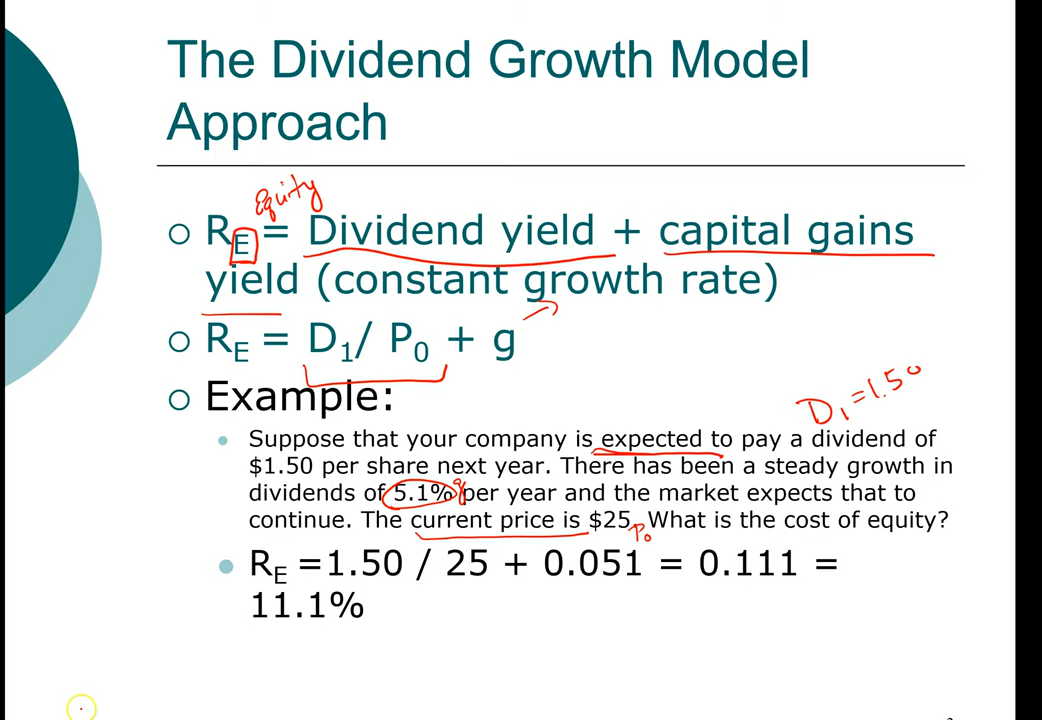 The Dividend Growth Model
Approach
Equity
RE = Dividend yield + capital gains
yield (constant growth rate)
RE = D1/ P0 + g
Example:
D1 = 1.50
Suppose that your company is expected to pay a dividend of
$1.50 per share next year. There has been a steady growth in
dividends of 5.1% g per year and the market expects that to
continue. The current price is $25. What is the cost of equity?
P0
RE =1.50 / 25 + 0.051 = 0.111 =
11.1%